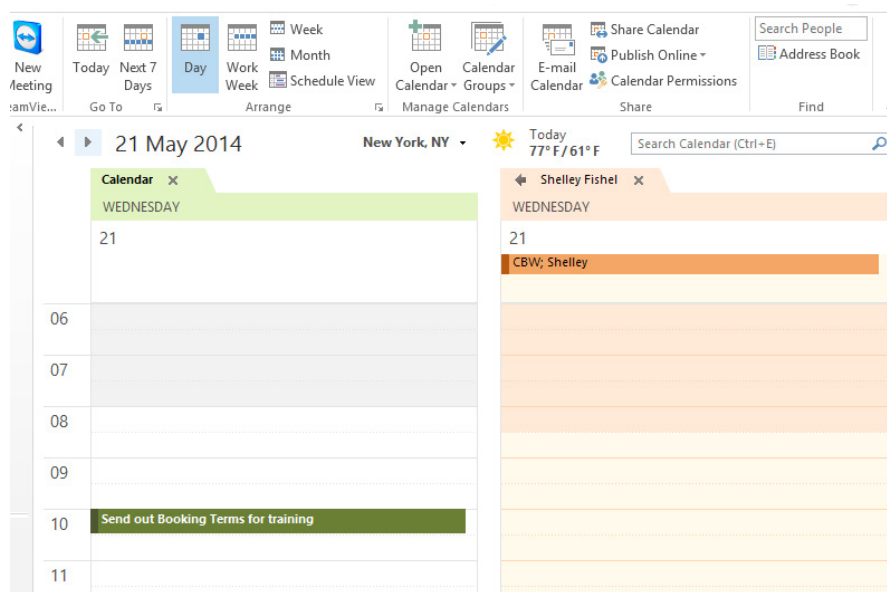 New Meeting
Today
Next 7 Days
Day
Work Week
Week
Month
Schedule View
Open Calendar
Calendar Groups
E-mail Calendar
Share Calendar
Publish Online
Calendar Permissions
Search People
Address Book
Go To
Arrange
Manage Calendars
Share
Find
21 May 2014
New York, NY
Today
77° F / 61° F
Search Calendar (Ctrl+E)
Calendar
Shelley Fishel
WEDNESDAY
WEDNESDAY
21
21
CBW; Shelley
06
07
08
09
10
Send out Booking Terms for training
11